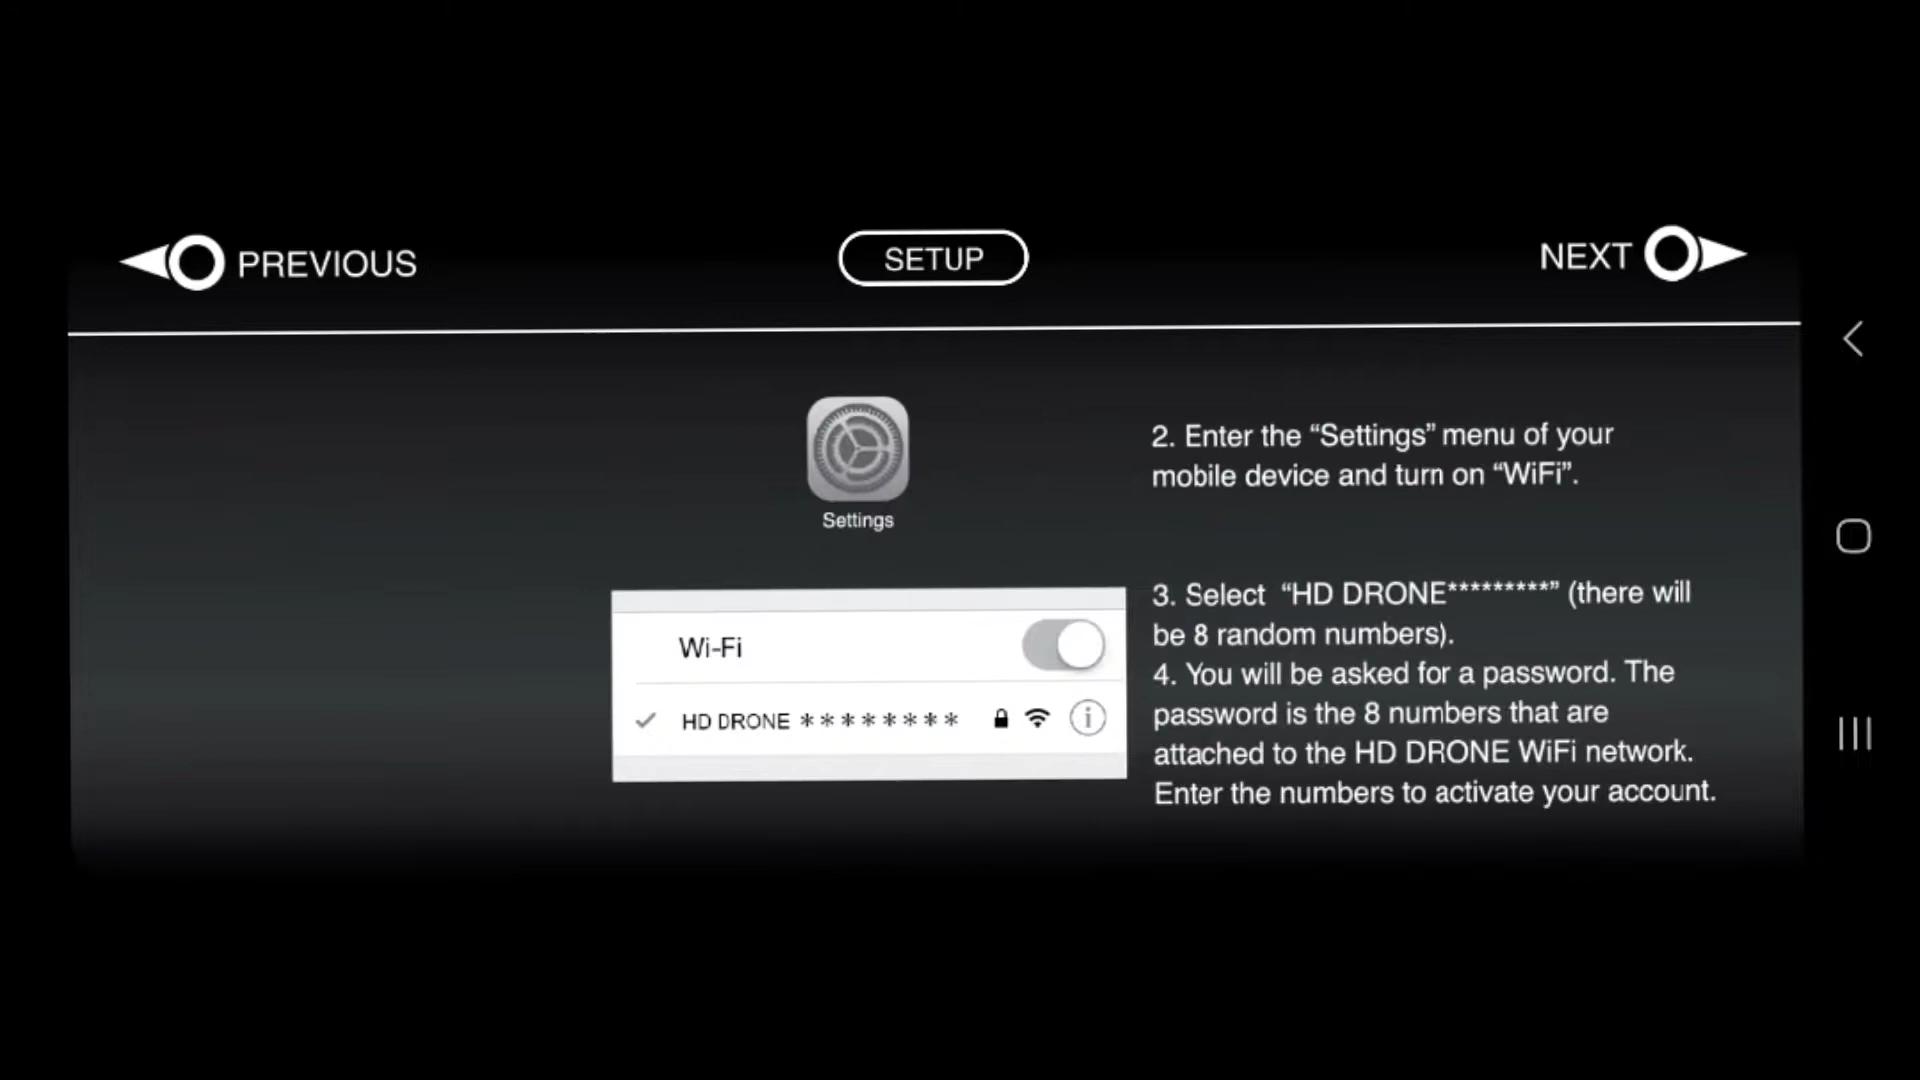 PREVIOUS
SETUP
NEXT
Settings
2. Enter the “Settings” menu of your
mobile device and turn on “WiFi”.
Wi-Fi
HD DRONE ********
3. Select “HD DRONE*********” (there will
be 8 random numbers).
4. You will be asked for a password. The
password is the 8 numbers that are
attached to the HD DRONE WiFi network.
Enter the numbers to activate your account.